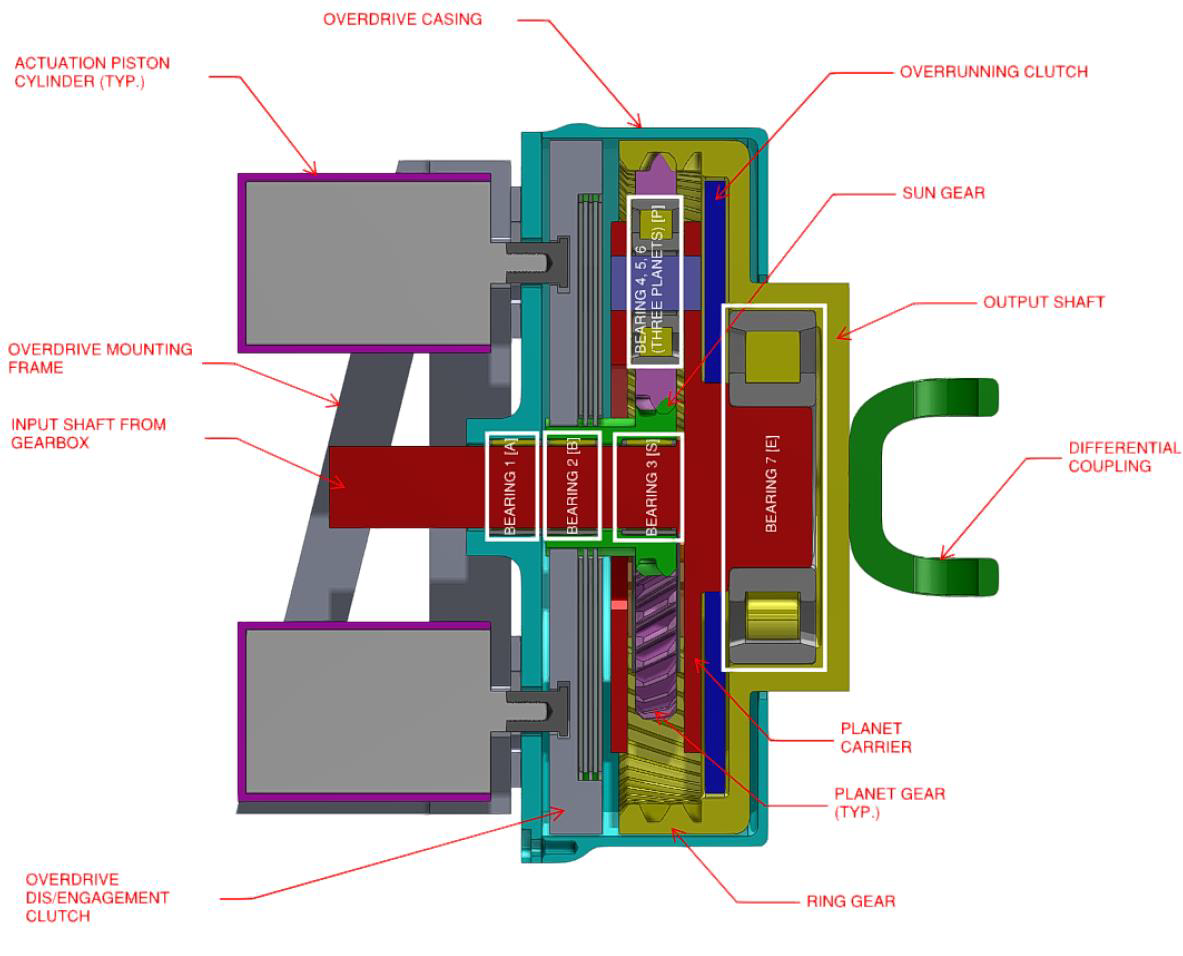 OVERDRIVE CASING
ACTUATION PISTON
CYLINDER (TYP.)
OVERRUNNING CLUTCH
SUN GEAR
OUTPUT SHAFT
OVERDRIVE MOUNTING
FRAME
INPUT SHAFT FROM
GEARBOX
BEARING 4, 5, 6
(THREE PLANETS) [P]
BEARING 1 [A]
BEARING 2 [B]
BEARING 3 [S]
BEARING 7 [E]
DIFFERENTIAL
COUPLING
PLANET
CARRIER
PLANET GEAR
(TYP.)
OVERDRIVE
DIS/ENGAGEMENT
CLUTCH
RING GEAR